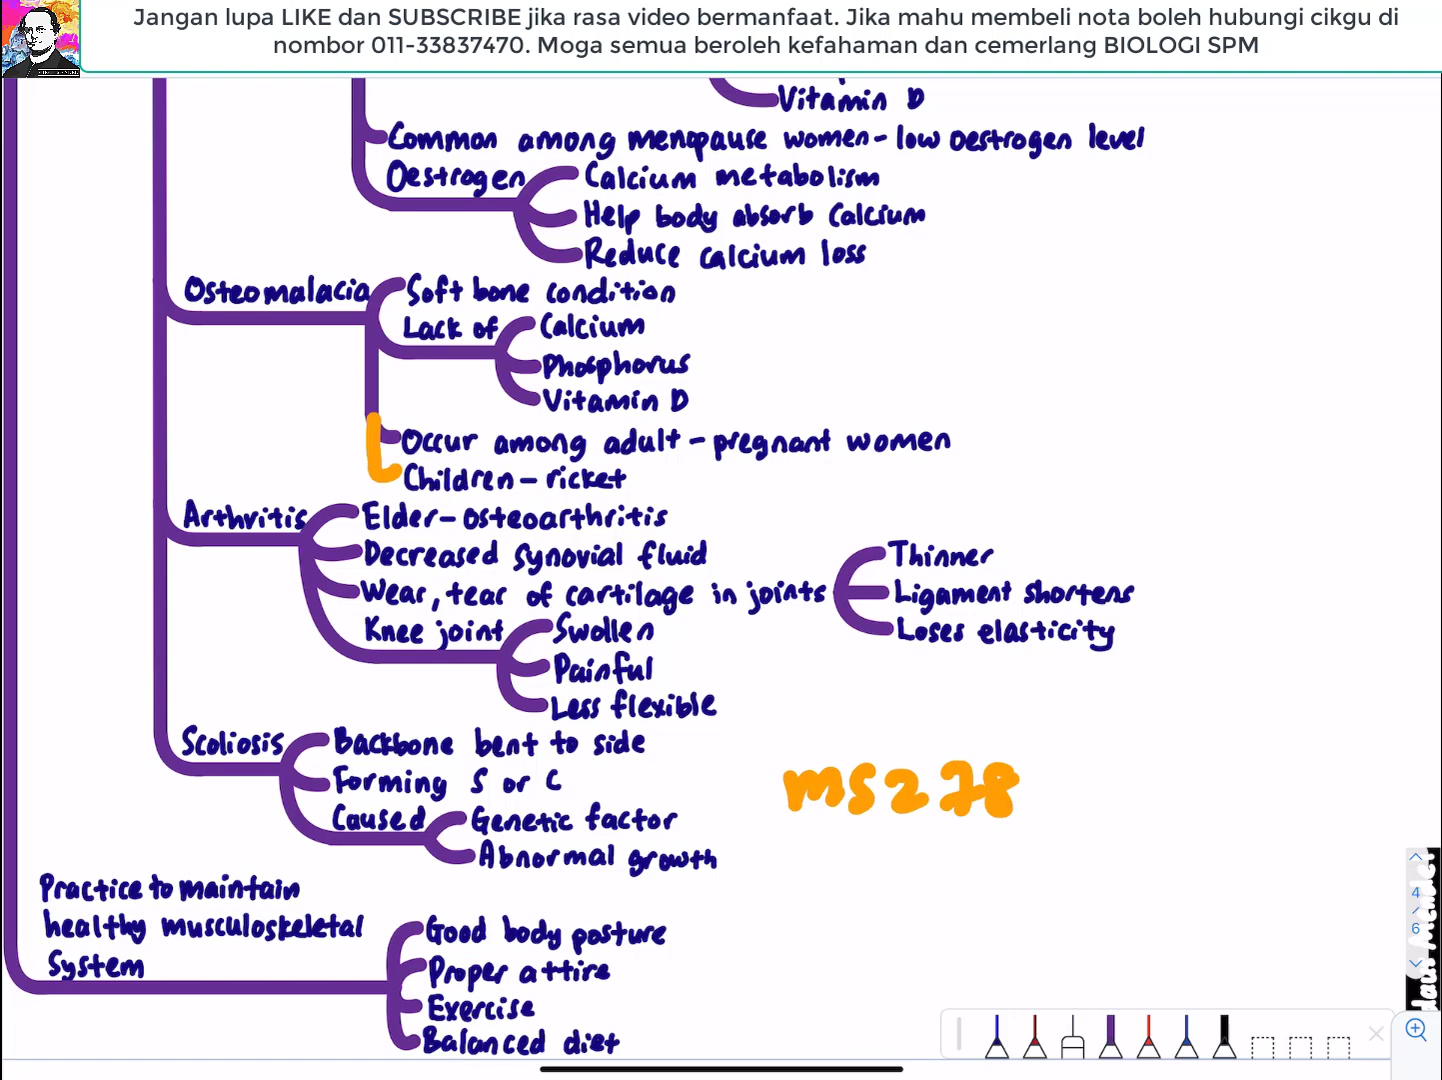 Jangan lupa LIKE dan SUBSCRIBE jika rasa video bermanfaat. Jika mahu membeli nota boleh hubungi cikgu di
nombor 011-33837470. Moga semua beroleh kefahaman dan cemerlang BIOLOGI SPM
Vitamin D
Common among menopause women - low oestrogen level
Oestrogen
Calcium metabolism
Help body absorb calcium
Reduce calcium loss
Osteomalacia
Soft bone condition
Lack of
Calcium
Phosphorus
Vitamin D
Occur among adult - pregnant women
Children - ricket
Arthritis
Elder - osteoarthritis
Decreased synovial fluid
Wear, tear of cartilage in joints
Thinner
Ligament shortens
Loses elasticity
Knee joint
Swollen
Painful
Less flexible
Scoliosis
Backbone bent to side
Forming S or C
Caused
Genetic factor
Abnormal growth
ms 278
Practice to maintain
healthy musculoskeletal
system
Good body posture
Proper attire
Exercise
Balanced diet
4
6